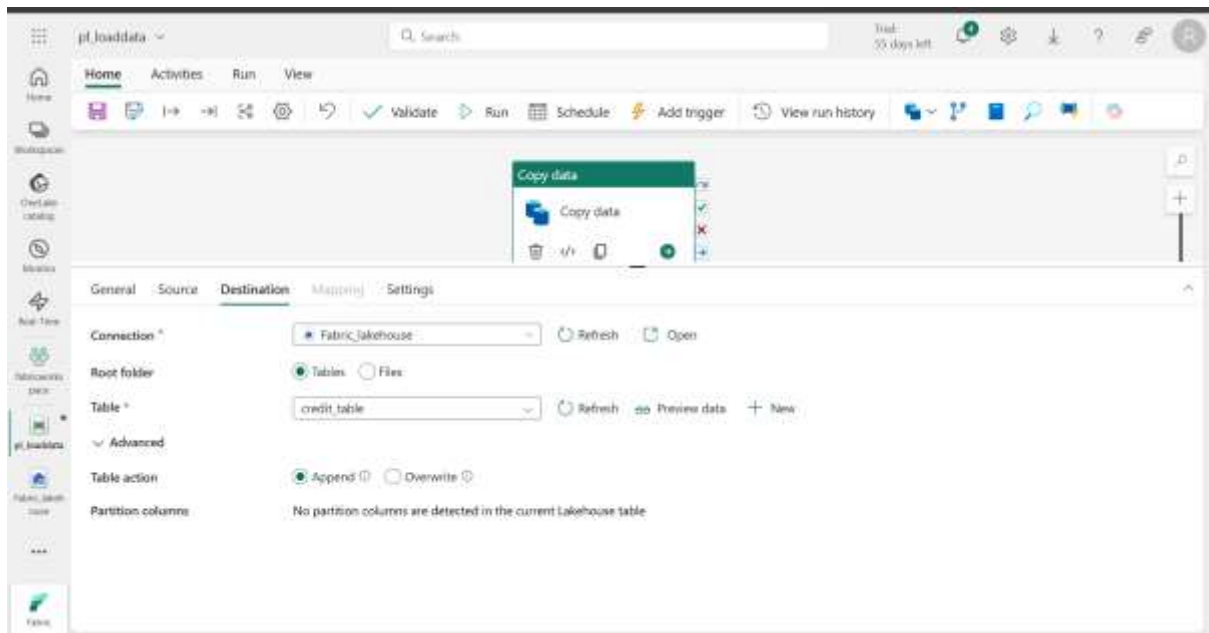 pl_loaddata
Search
Trial:
55 days left
4
?
R
Home
Activities
Run
View
Validate
Run
Schedule
Add trigger
View run history
Home
Workspaces
OneLake
catalog
Monitor
Real-Time
pl_loaddata
Fabric
Copy data
Copy data
General
Source
Destination
Mapping
Settings
Connection *
Fabric_lakehouse
Refresh
Open
Root folder
Tables
Files
Table *
credit_table
Refresh
Preview data
New
Advanced
Table action
Append
Overwrite
Partition columns
No partition columns are detected in the current Lakehouse table